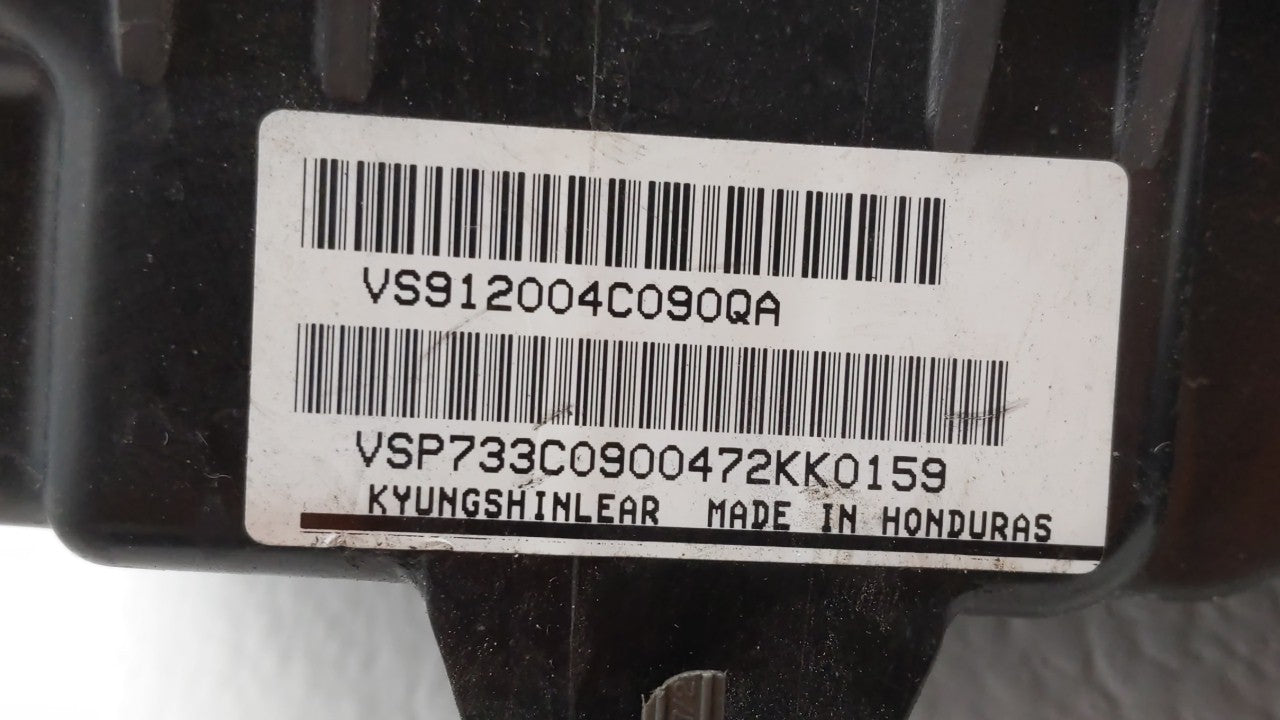 VS912004C090QA
VSP733C0900472KK0159
KYUNGSHINLEAR MADE IN HONDURAS